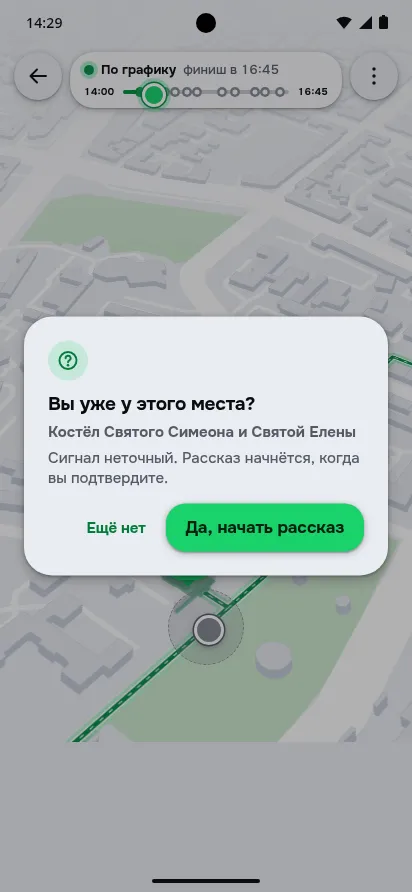 14:29
По графику финиш в 16:45
14:00 16:45
Вы уже у этого места?
Костёл Святого Симеона и Святой Елены
Сигнал неточный. Рассказ начнётся, когда
вы подтвердите.
Ещё нет Да, начать рассказ